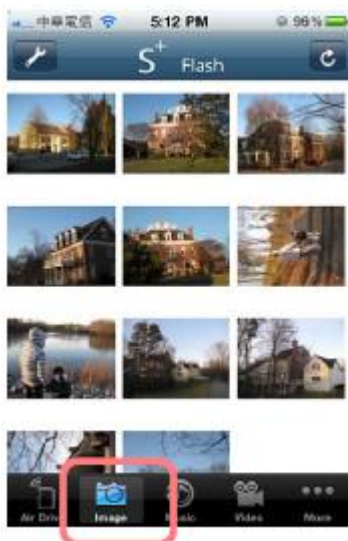 中華電信 5:12 PM 96%
S+ Flash
Air Drive Image Music Video More